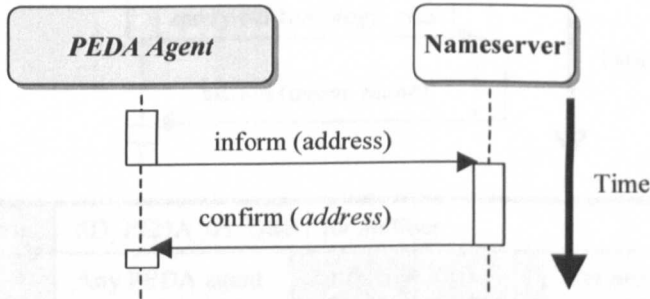 PEDA Agent
Nameserver
inform (address)
Time
confirm (address)